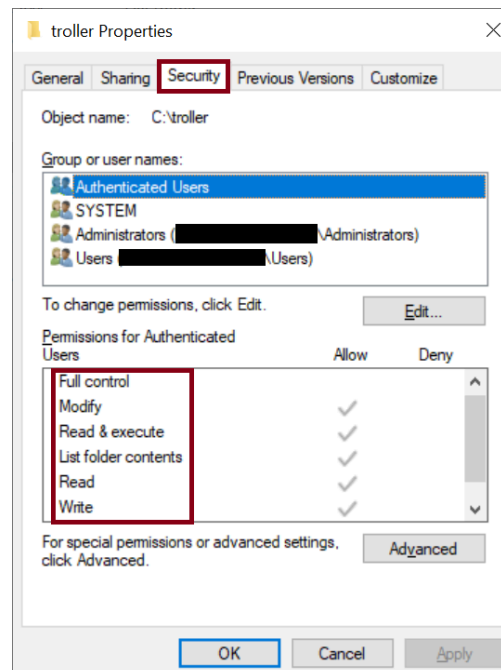 troller Properties
General Sharing Security Previous Versions Customize
Object name: C:\troller
Group or user names:
Authenticated Users
SYSTEM
Administrators ( \Administrators)
Users ( \Users)
To change permissions, click Edit. Edit...
Permissions for Authenticated
Users Allow Deny
Full control
Modify
Read & execute
List folder contents
Read
Write
For special permissions or advanced settings,
click Advanced. Advanced
OK Cancel Apply